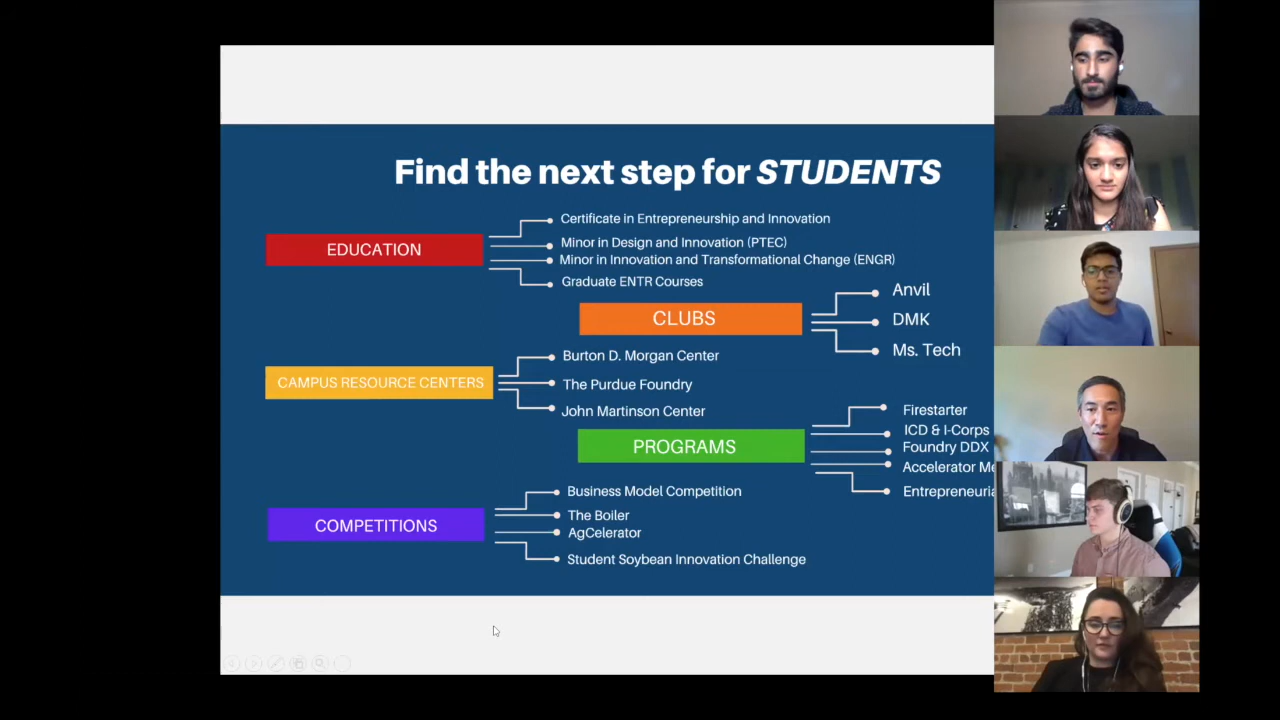 Find the next step for STUDENTS
EDUCATION
Certificate in Entrepreneurship and Innovation
Minor in Design and Innovation (PTEC)
Minor in Innovation and Transformational Change (ENGR)
Graduate ENTR Courses
CLUBS
Anvil
DMK
Ms. Tech
CAMPUS RESOURCE CENTERS
Burton D. Morgan Center
The Purdue Foundry
John Martinson Center
PROGRAMS
Firestarter
ICD & I-Corps
Foundry DDX
Accelerator
COMPETITIONS
Business Model Competition
The Boiler
AgCelerator
Student Soybean Innovation Challenge